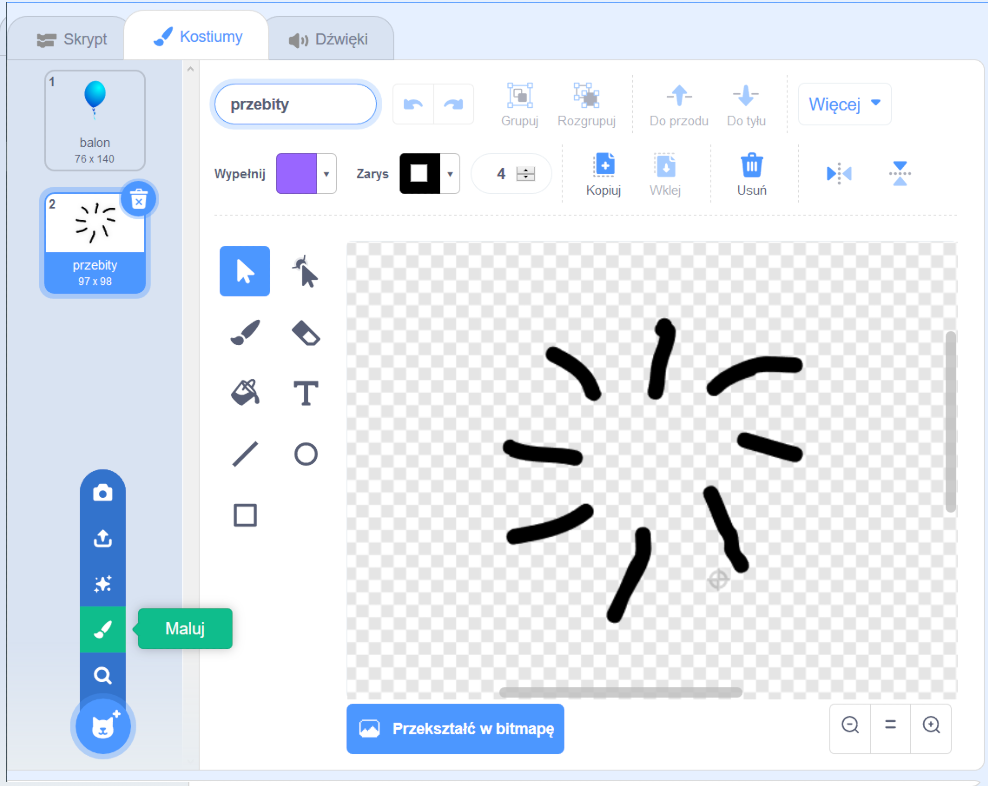 Skrypt
Kostiumy
Dźwięki
1
balon
76 x 140
2
przebity
97 x 98
przebity
Grupuj
Rozgrupuj
Do przodu
Do tyłu
Więcej
Wypełnij
Zarys
4
Kopiuj
Wklej
Usuń
T
Maluj
Przekształć w bitmapę